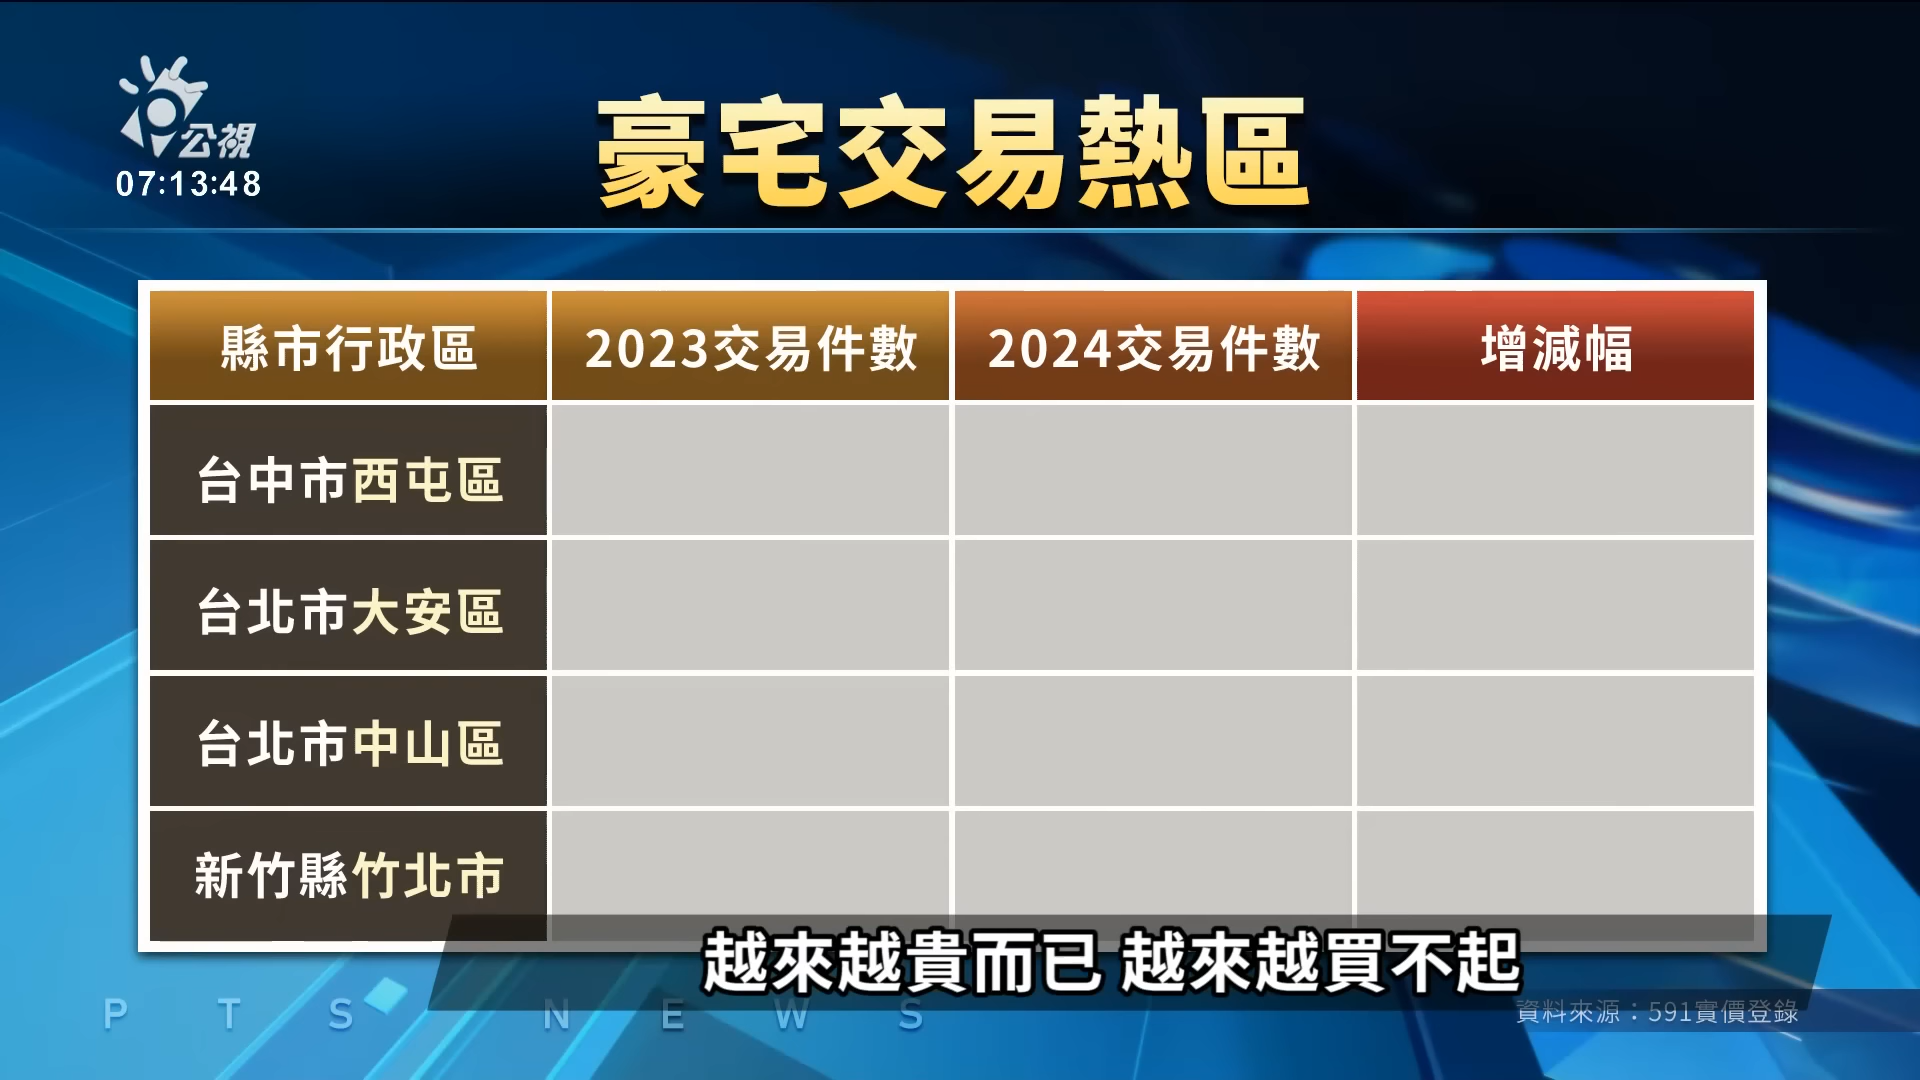 公視
07:13:48
豪宅交易熱區
縣市行政區 2023交易件數 2024交易件數 增減幅
台中市西屯區
台北市大安區
台北市中山區
新竹縣竹北市
越來越貴而已 越來越買不起
PTS NEWS
資料來源：591實價登錄